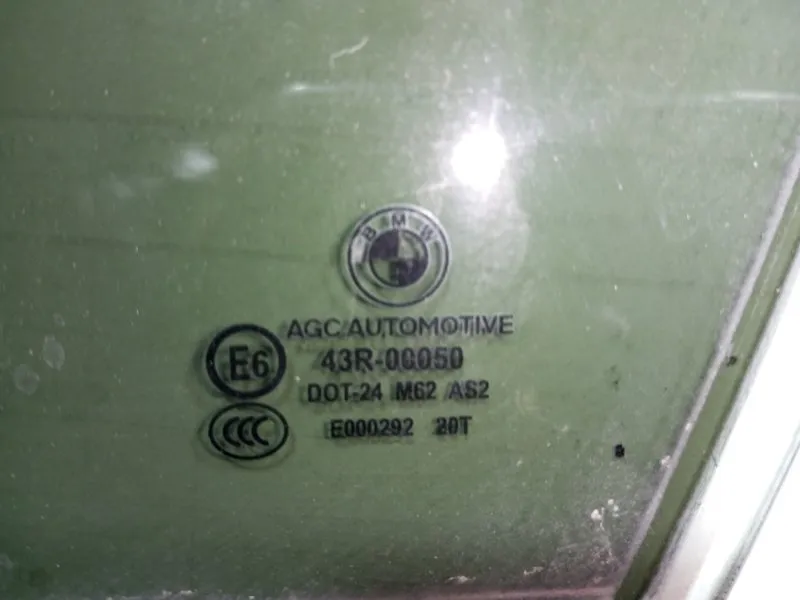 BMW
AGC AUTOMOTIVE
E6 43R-00050
DOT-24 M62 AS2
CCC E000292 20T